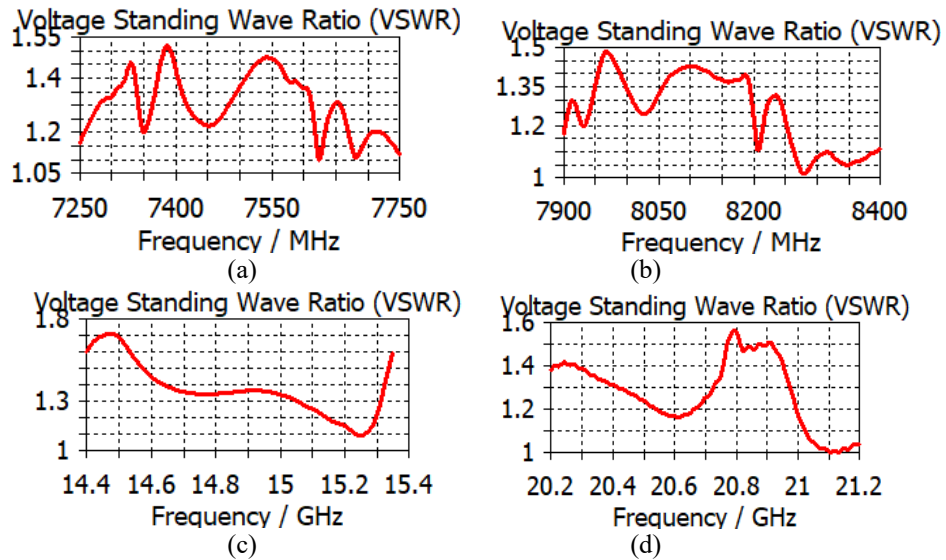 Voltage Standing Wave Ratio (VSWR)
1.55
1.4
1.2
1.05
7250 7400 7550 7750
Frequency / MHz
(a)
Voltage Standing Wave Ratio (VSWR)
1.5
1.35
1.2
1
7900 8050 8200 8400
Frequency / MHz
(b)
Voltage Standing Wave Ratio (VSWR)
1.8
1.3
1
14.4 14.6 14.8 15 15.2 15.4
Frequency / GHz
(c)
Voltage Standing Wave Ratio (VSWR)
1.6
1.4
1.2
1
20.2 20.4 20.6 20.8 21 21.2
Frequency / GHz
(d)